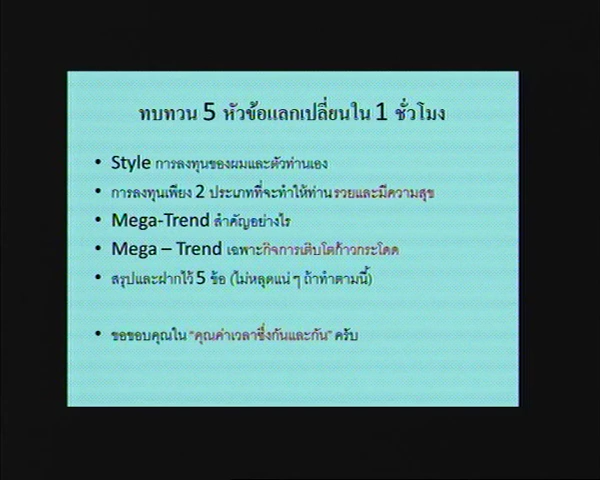 ทบทวน 5 หัวข้อแลกเปลี่ยนใน 1 ชั่วโมง
• Style การลงทุนของผมและตัวท่านเอง
• การลงทุนเพียง 2 ประเภทที่จะทำให้ท่านรวยและมีความสุข
• Mega-Trend สำคัญอย่างไร
• Mega – Trend เฉพาะกิจการเติบโตก้าวกระโดด
• สรุปและฝากไว้ 5 ข้อ (ไม่หลุดแน่ ๆ ถ้าทำตามนี้)
• ขอขอบคุณใน “คุณค่าเวลาซึ่งกันและกัน” ครับ